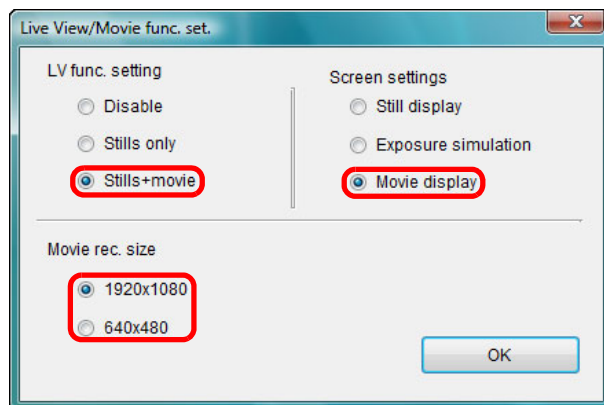 Live View/Movie func. set.
LV func. setting
Disable
Stills only
Stills+movie
Screen settings
Still display
Exposure simulation
Movie display
Movie rec. size
1920x1080
640x480
OK